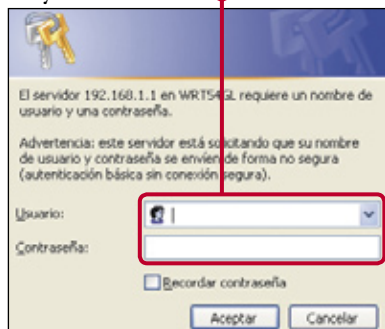 El servidor 192.168.1.1 en WRT54GL requiere un nombre de
usuario y una contraseña.
Advertencia: este servidor está solicitando que su nombre
de usuario y contraseña se envíen de forma no segura
(autenticación básica sin conexión segura).
Usuario:
Contraseña:
Recordar contraseña
Aceptar Cancelar